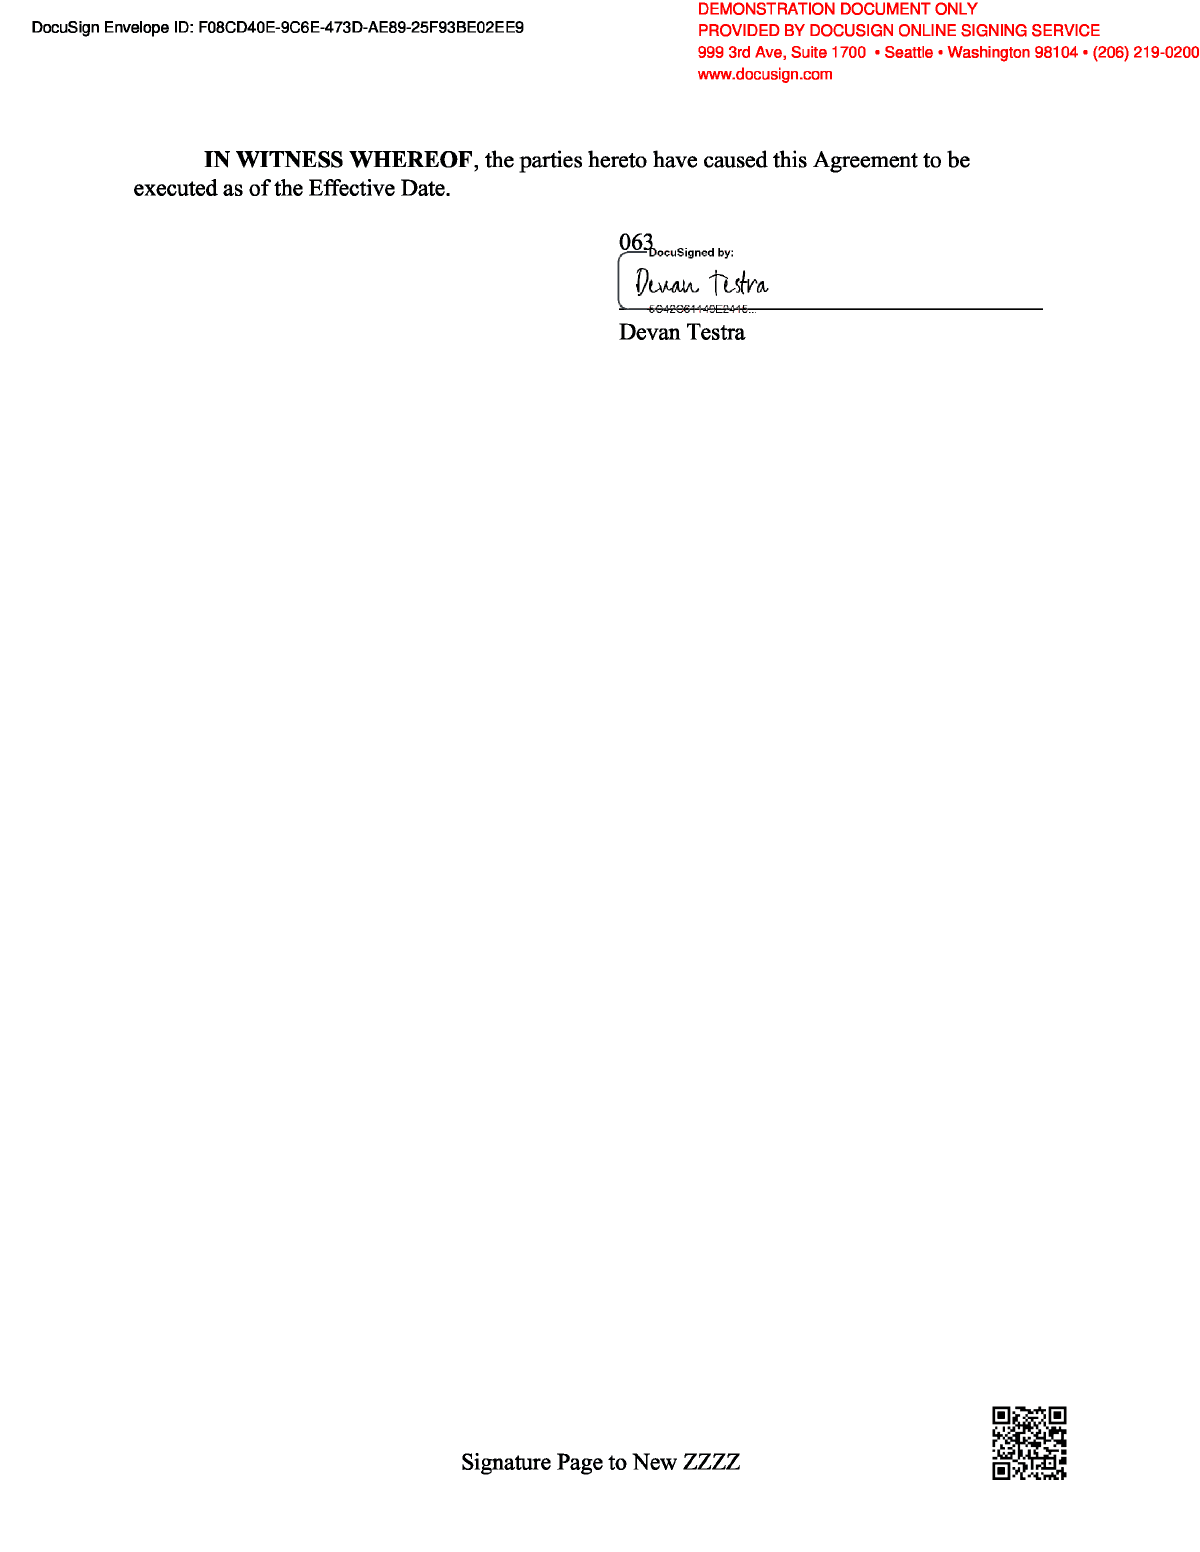 DocuSign Envelope ID: F08CD40E-9C6E-473D-AE89-25F93BE02EE9
DEMONSTRATION DOCUMENT ONLY
PROVIDED BY DOCUSIGN ONLINE SIGNING SERVICE
999 3rd Ave, Suite 1700 • Seattle • Washington 98104 • (206) 219-0200
www.docusign.com
IN WITNESS WHEREOF, the parties hereto have caused this Agreement to be
executed as of the Effective Date.
063
DocuSigned by:
Devan Testra
Devan Testra
Signature Page to New ZZZZ